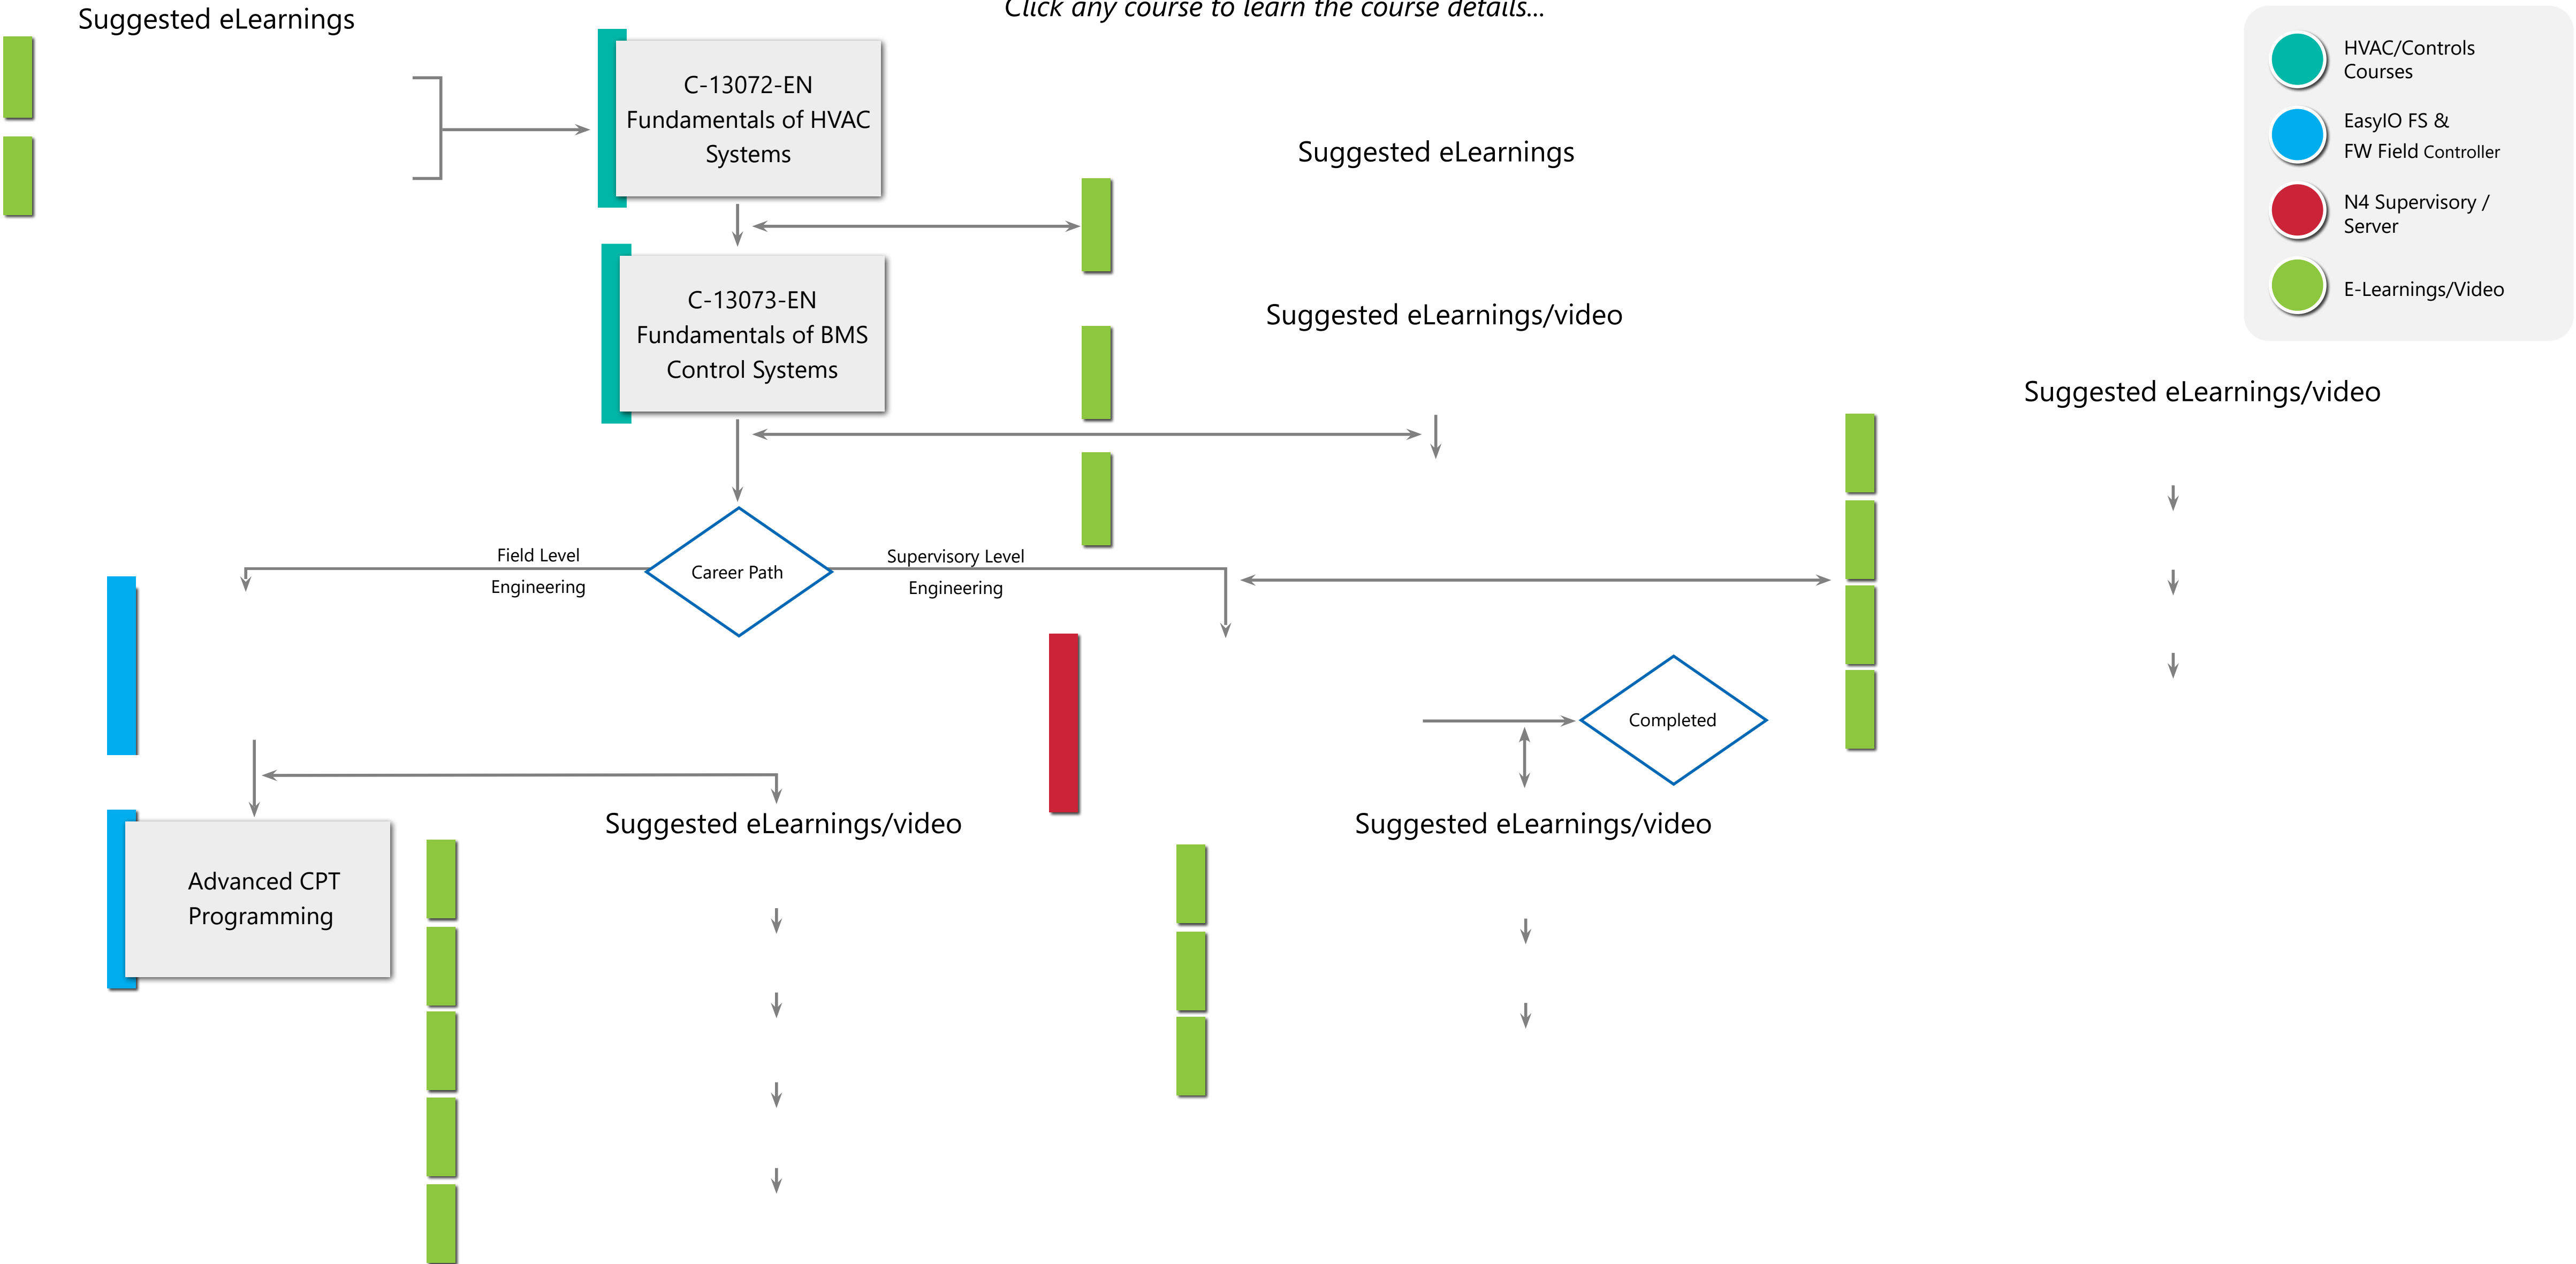 Click any course to learn the course details...
Suggested eLearnings
C-13072-EN
Fundamentals of HVAC
Systems
Suggested eLearnings
C-13073-EN
Fundamentals of BMS
Control Systems
Suggested eLearnings/video
HVAC/Controls
Courses
EasyIO FS &
FW Field Controller
N4 Supervisory /
Server
E-Learnings/Video
Suggested eLearnings/video
Field Level
Engineering
Career Path
Supervisory Level
Engineering
Completed
Advanced CPT
Programming
Suggested eLearnings/video
Suggested eLearnings/video